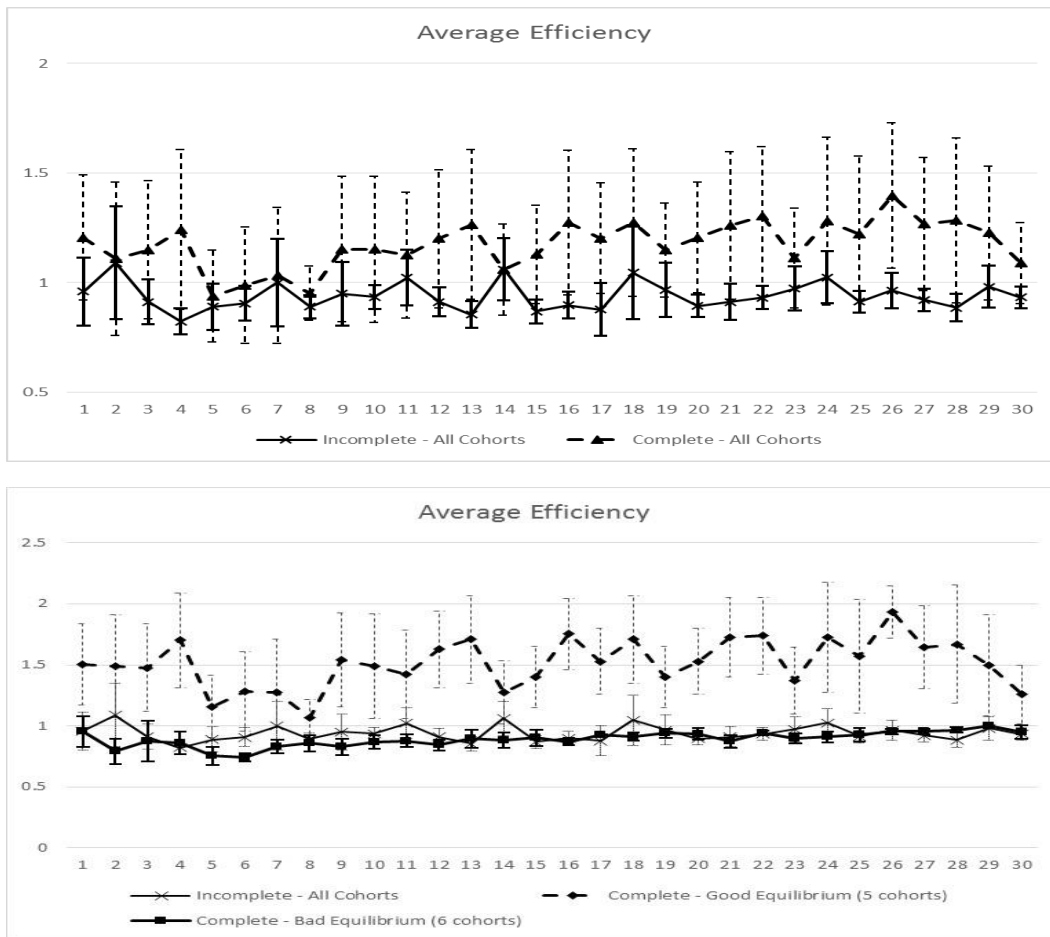 Average Efficiency
2
1.5
1
0.5
1 2 3 4 5 6 7 8 9 10 11 12 13 14 15 16 17 18 19 20 21 22 23 24 25 26 27 28 29 30
Incomplete - All Cohorts Complete - All Cohorts
Average Efficiency
2.5
2
1.5
1
0.5
0
1 2 3 4 5 6 7 8 9 10 11 12 13 14 15 16 17 18 19 20 21 22 23 24 25 26 27 28 29 30
Incomplete - All Cohorts Complete - Good Equilibrium (5 cohorts)
Complete - Bad Equilibrium (6 cohorts)